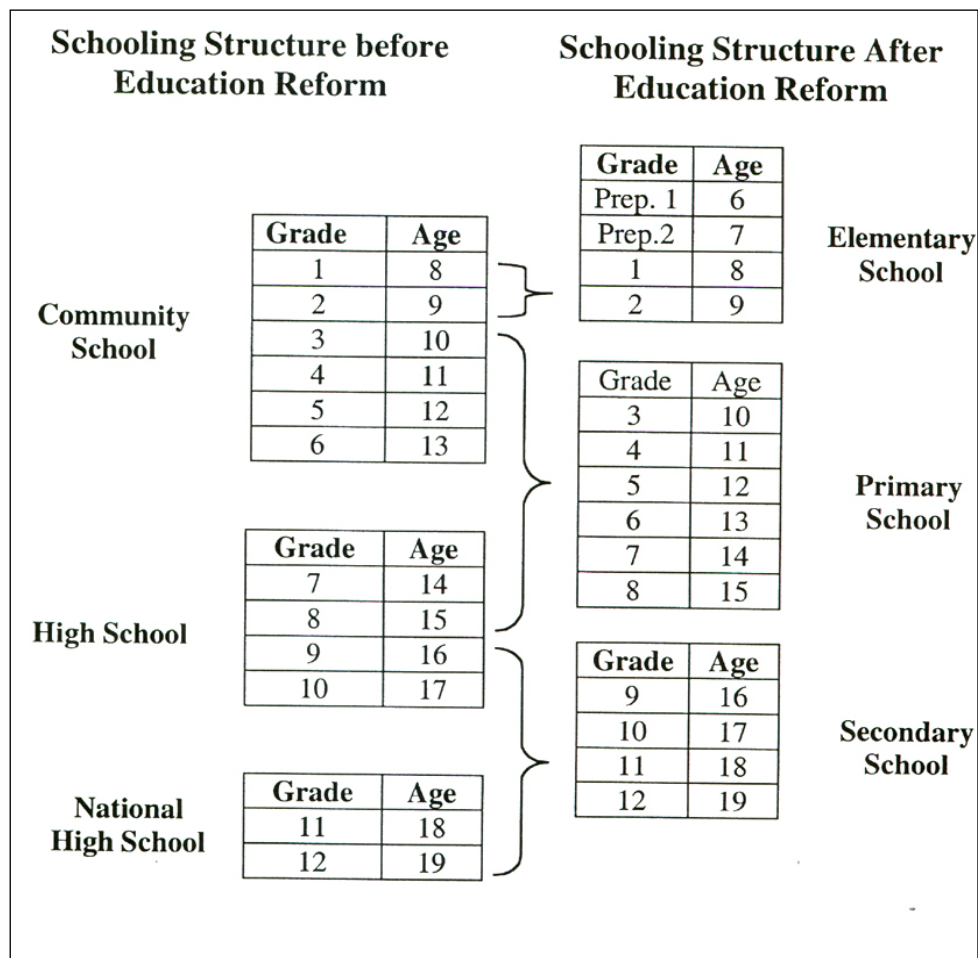 Schooling Structure before
Education Reform
Community
School
Grade Age
1 8
2 9
3 10
4 11
5 12
6 13
High School
Grade Age
7 14
8 15
9 16
10 17
National
High School
Grade Age
11 18
12 19
Schooling Structure After
Education Reform
Grade Age
Prep. 1 6
Prep.2 7
1 8
2 9
Elementary
School
Grade Age
3 10
4 11
5 12
6 13
7 14
8 15
Primary
School
Grade Age
9 16
10 17
11 18
12 19
Secondary
School